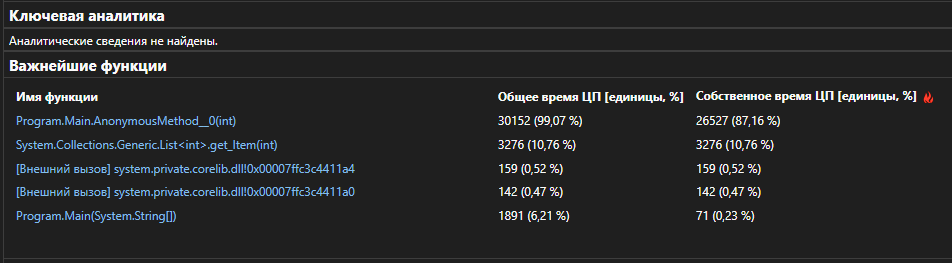 Ключевая аналитика
Аналитические сведения не найдены.
Важнейшие функции
Имя функции Общее время ЦП [единицы, %] Собственное время ЦП [единицы, %]
Program.Main.AnonymousMethod__0(int) 30152 (99,07 %) 26527 (87,16 %)
System.Collections.Generic.List<int>.get_Item(int) 3276 (10,76 %) 3276 (10,76 %)
[Внешний вызов] system.private.corelib.dll!0x00007ffc3c4411a4 159 (0,52 %) 159 (0,52 %)
[Внешний вызов] system.private.corelib.dll!0x00007ffc3c4411a0 142 (0,47 %) 142 (0,47 %)
Program.Main(System.String[]) 1891 (6,21 %) 71 (0,23 %)